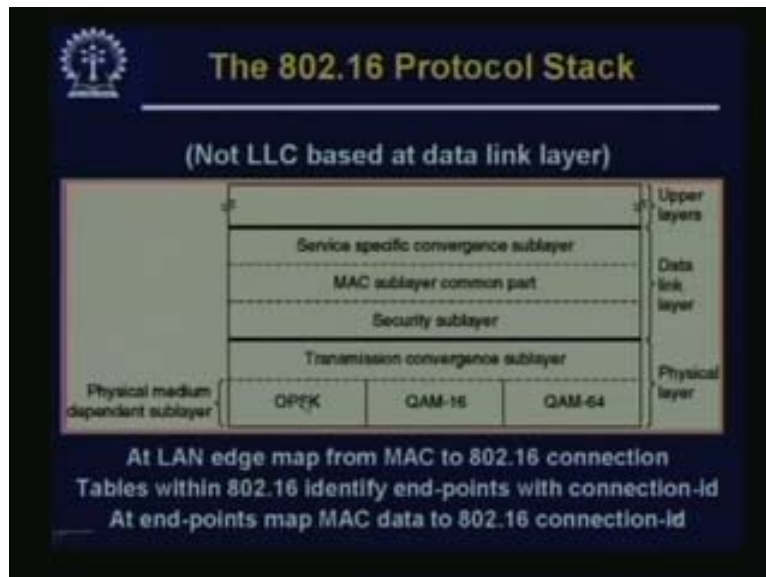 The 802.16 Protocol Stack
(Not LLC based at data link layer)
Upper
layers
Service specific convergence sublayer
MAC sublayer common part
Data
link
layer
Security sublayer
Transmission convergence sublayer
Physical
layer
Physical medium
dependent sublayer
QPSK
QAM-16
QAM-64
At LAN edge map from MAC to 802.16 connection
Tables within 802.16 identify end-points with connection-id
At end-points map MAC data to 802.16 connection-id